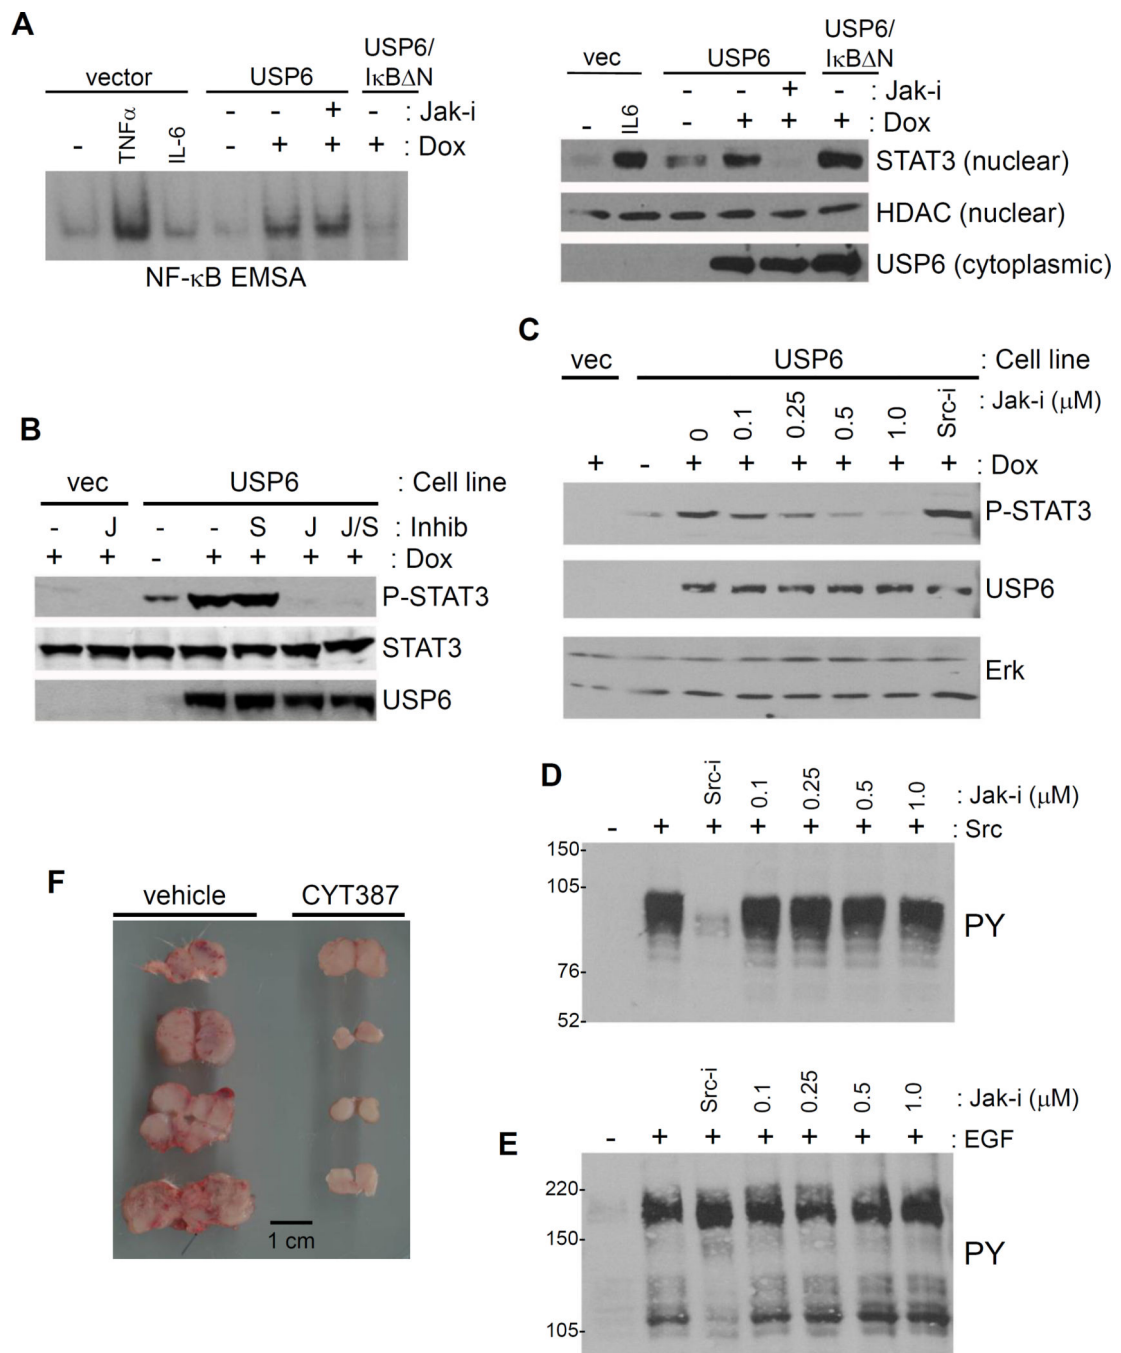 A
vector USP6 USP6/
IκBΔN
- - + : Jak-i
- TNFα IL-6 - + + + : Dox
NF-κB EMSA
vec USP6 USP6/
IκBΔN
- - + - : Jak-i
- IL6 - + + + : Dox
STAT3 (nuclear)
HDAC (nuclear)
USP6 (cytoplasmic)
B
vec USP6 : Cell line
- J - - S J J/S : Inhib
+ + - + + + + : Dox
P-STAT3
STAT3
USP6
C
vec USP6 : Cell line
0 0.1 0.25 0.5 1.0 Src-i : Jak-i (μM)
+ - + + + + + + : Dox
P-STAT3
USP6
Erk
D
Src-i 0.1 0.25 0.5 1.0 : Jak-i (μM)
- + + + + + + : Src
150-
105-
PY
76-
52-
E
Src-i 0.1 0.25 0.5 1.0 : Jak-i (μM)
- + + + + + + : EGF
220-
150-
PY
105-
F
vehicle CYT387
1 cm